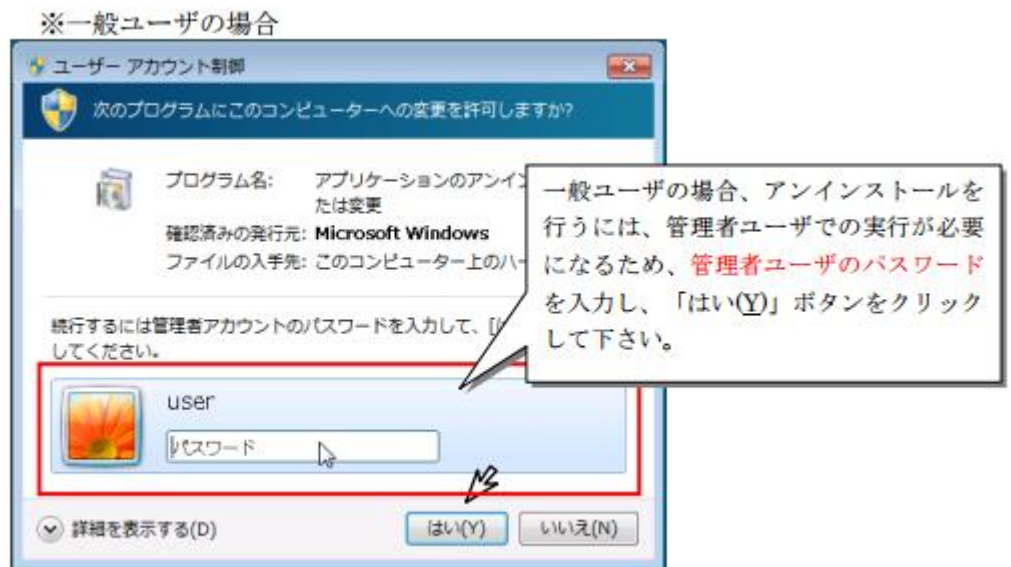 ※一般ユーザの場合
ユーザー アカウント制御
次のプログラムにこのコンピューターへの変更を許可しますか?
プログラム名: アプリケーションのアンイン
たは変更
確認済みの発行元: Microsoft Windows
ファイルの入手先: このコンピューター上のハー
続行するには管理者アカウントのパスワードを入力して、[
してください。
user
パスワード
詳細を表示する(D)
はい(Y)
いいえ(N)
一般ユーザの場合、アンインストールを
行うには、管理者ユーザでの実行が必要
になるため、管理者ユーザのパスワード
を入力し、「はい(Y)」ボタンをクリック
して下さい。